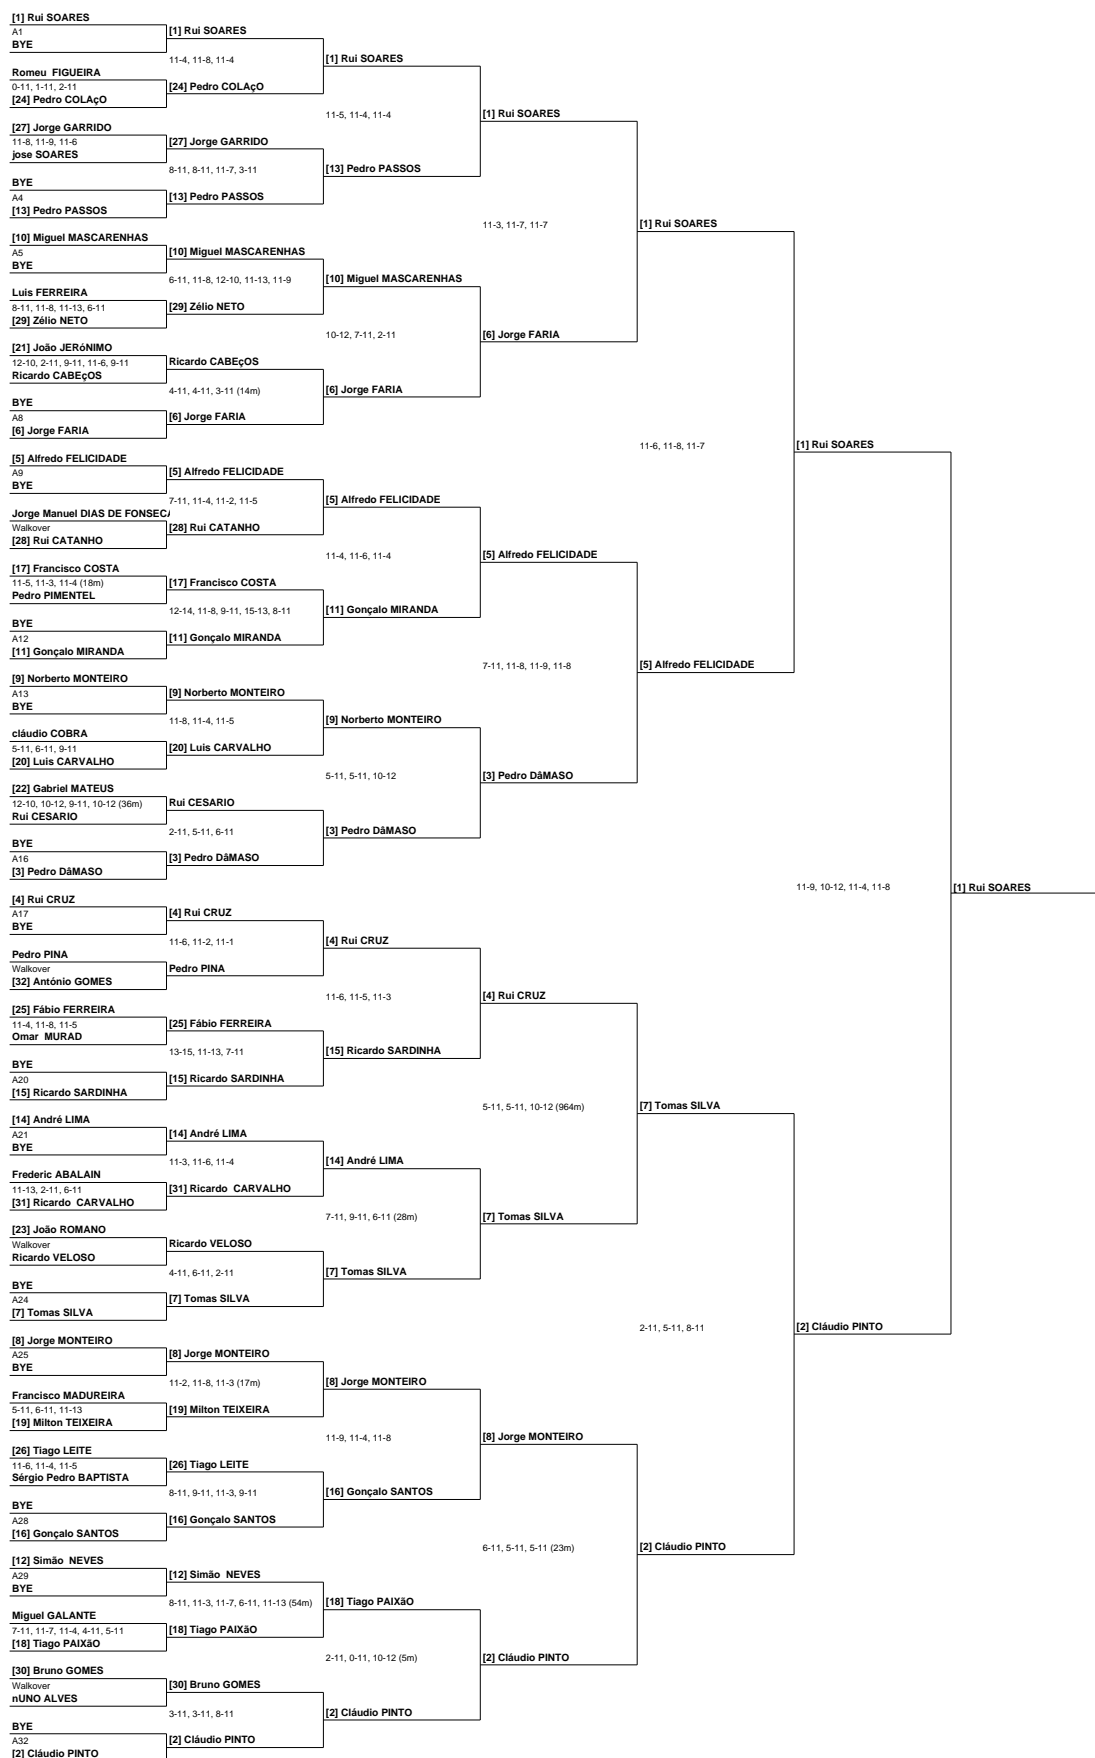 [1] Rui SOARES
A1
BYE
[1] Rui SOARES
11-4, 11-8, 11-4
[1] Rui SOARES
Romeu  FIGUEIRA
0-11, 1-11, 2-11
[24] Pedro COLAçO
[24] Pedro COLAçO
11-5, 11-4, 11-4
[1] Rui SOARES
[27] Jorge GARRIDO
11-8, 11-9, 11-6
jose SOARES
[27] Jorge GARRIDO
8-11, 8-11, 11-7, 3-11
[13] Pedro PASSOS
BYE
A4
[13] Pedro PASSOS
[13] Pedro PASSOS
11-3, 11-7, 11-7
[1] Rui SOARES
[10] Miguel MASCARENHAS
A5
BYE
[10] Miguel MASCARENHAS
6-11, 11-8, 12-10, 11-13, 11-9
[10] Miguel MASCARENHAS
Luis FERREIRA
8-11, 11-8, 11-13, 6-11
[29] Zélio NETO
[29] Zélio NETO
10-12, 7-11, 2-11
[6] Jorge FARIA
[21] João JERóNIMO
12-10, 2-11, 9-11, 11-6, 9-11
Ricardo CABEçOS
Ricardo CABEçOS
4-11, 4-11, 3-11 (14m)
[6] Jorge FARIA
BYE
A8
[6] Jorge FARIA
[6] Jorge FARIA
11-6, 11-8, 11-7
[1] Rui SOARES
[5] Alfredo FELICIDADE
A9
BYE
[5] Alfredo FELICIDADE
7-11, 11-4, 11-2, 11-5
[5] Alfredo FELICIDADE
Jorge Manuel DIAS DE FONSECA
Walkover
[28] Rui CATANHO
[28] Rui CATANHO
11-4, 11-6, 11-4
[5] Alfredo FELICIDADE
[17] Francisco COSTA
11-5, 11-3, 11-4 (18m)
Pedro PIMENTEL
[17] Francisco COSTA
12-14, 11-8, 9-11, 15-13, 8-11
[11] Gonçalo MIRANDA
BYE
A12
[11] Gonçalo MIRANDA
[11] Gonçalo MIRANDA
7-11, 11-8, 11-9, 11-8
[5] Alfredo FELICIDADE
[9] Norberto MONTEIRO
A13
BYE
[9] Norberto MONTEIRO
11-8, 11-4, 11-5
[9] Norberto MONTEIRO
cláudio COBRA
5-11, 6-11, 9-11
[20] Luis CARVALHO
[20] Luis CARVALHO
5-11, 5-11, 10-12
[3] Pedro DâMASO
[22] Gabriel MATEUS
12-10, 10-12, 9-11, 10-12 (36m)
Rui CESARIO
Rui CESARIO
2-11, 5-11, 6-11
[3] Pedro DâMASO
BYE
A16
[3] Pedro DâMASO
[3] Pedro DâMASO
11-9, 10-12, 11-4, 11-8
[1] Rui SOARES
[4] Rui CRUZ
A17
BYE
[4] Rui CRUZ
11-6, 11-2, 11-1
[4] Rui CRUZ
Pedro PINA
Walkover
[32] António GOMES
Pedro PINA
11-6, 11-5, 11-3
[4] Rui CRUZ
[25] Fábio FERREIRA
11-4, 11-8, 11-5
Omar  MURAD
[25] Fábio FERREIRA
13-15, 11-13, 7-11
[15] Ricardo SARDINHA
BYE
A20
[15] Ricardo SARDINHA
[15] Ricardo SARDINHA
5-11, 5-11, 10-12 (964m)
[7] Tomas SILVA
[14] André LIMA
A21
BYE
[14] André LIMA
11-3, 11-6, 11-4
[14] André LIMA
Frederic ABALAIN
11-13, 2-11, 6-11
[31] Ricardo  CARVALHO
[31] Ricardo  CARVALHO
7-11, 9-11, 6-11 (28m)
[7] Tomas SILVA
[23] João ROMANO
Walkover
Ricardo VELOSO
Ricardo VELOSO
4-11, 6-11, 2-11
[7] Tomas SILVA
BYE
A24
[7] Tomas SILVA
[7] Tomas SILVA
2-11, 5-11, 8-11
[2] Cláudio PINTO
[8] Jorge MONTEIRO
A25
BYE
[8] Jorge MONTEIRO
11-2, 11-8, 11-3 (17m)
[8] Jorge MONTEIRO
Francisco MADUREIRA
5-11, 6-11, 11-13
[19] Milton TEIXEIRA
[19] Milton TEIXEIRA
11-9, 11-4, 11-8
[8] Jorge MONTEIRO
[26] Tiago LEITE
11-6, 11-4, 11-5
Sérgio Pedro BAPTISTA
[26] Tiago LEITE
8-11, 9-11, 11-3, 9-11
[16] Gonçalo SANTOS
BYE
A28
[16] Gonçalo SANTOS
[16] Gonçalo SANTOS
6-11, 5-11, 5-11 (23m)
[2] Cláudio PINTO
[12] Simão  NEVES
A29
BYE
[12] Simão  NEVES
8-11, 11-3, 11-7, 6-11, 11-13 (54m)
[18] Tiago PAIXãO
Miguel GALANTE
7-11, 11-7, 11-4, 4-11, 5-11
[18] Tiago PAIXãO
[18] Tiago PAIXãO
2-11, 0-11, 10-12 (5m)
[2] Cláudio PINTO
[30] Bruno GOMES
Walkover
nUNO ALVES
[30] Bruno GOMES
3-11, 3-11, 8-11
[2] Cláudio PINTO
BYE
A32
[2] Cláudio PINTO
[2] Cláudio PINTO